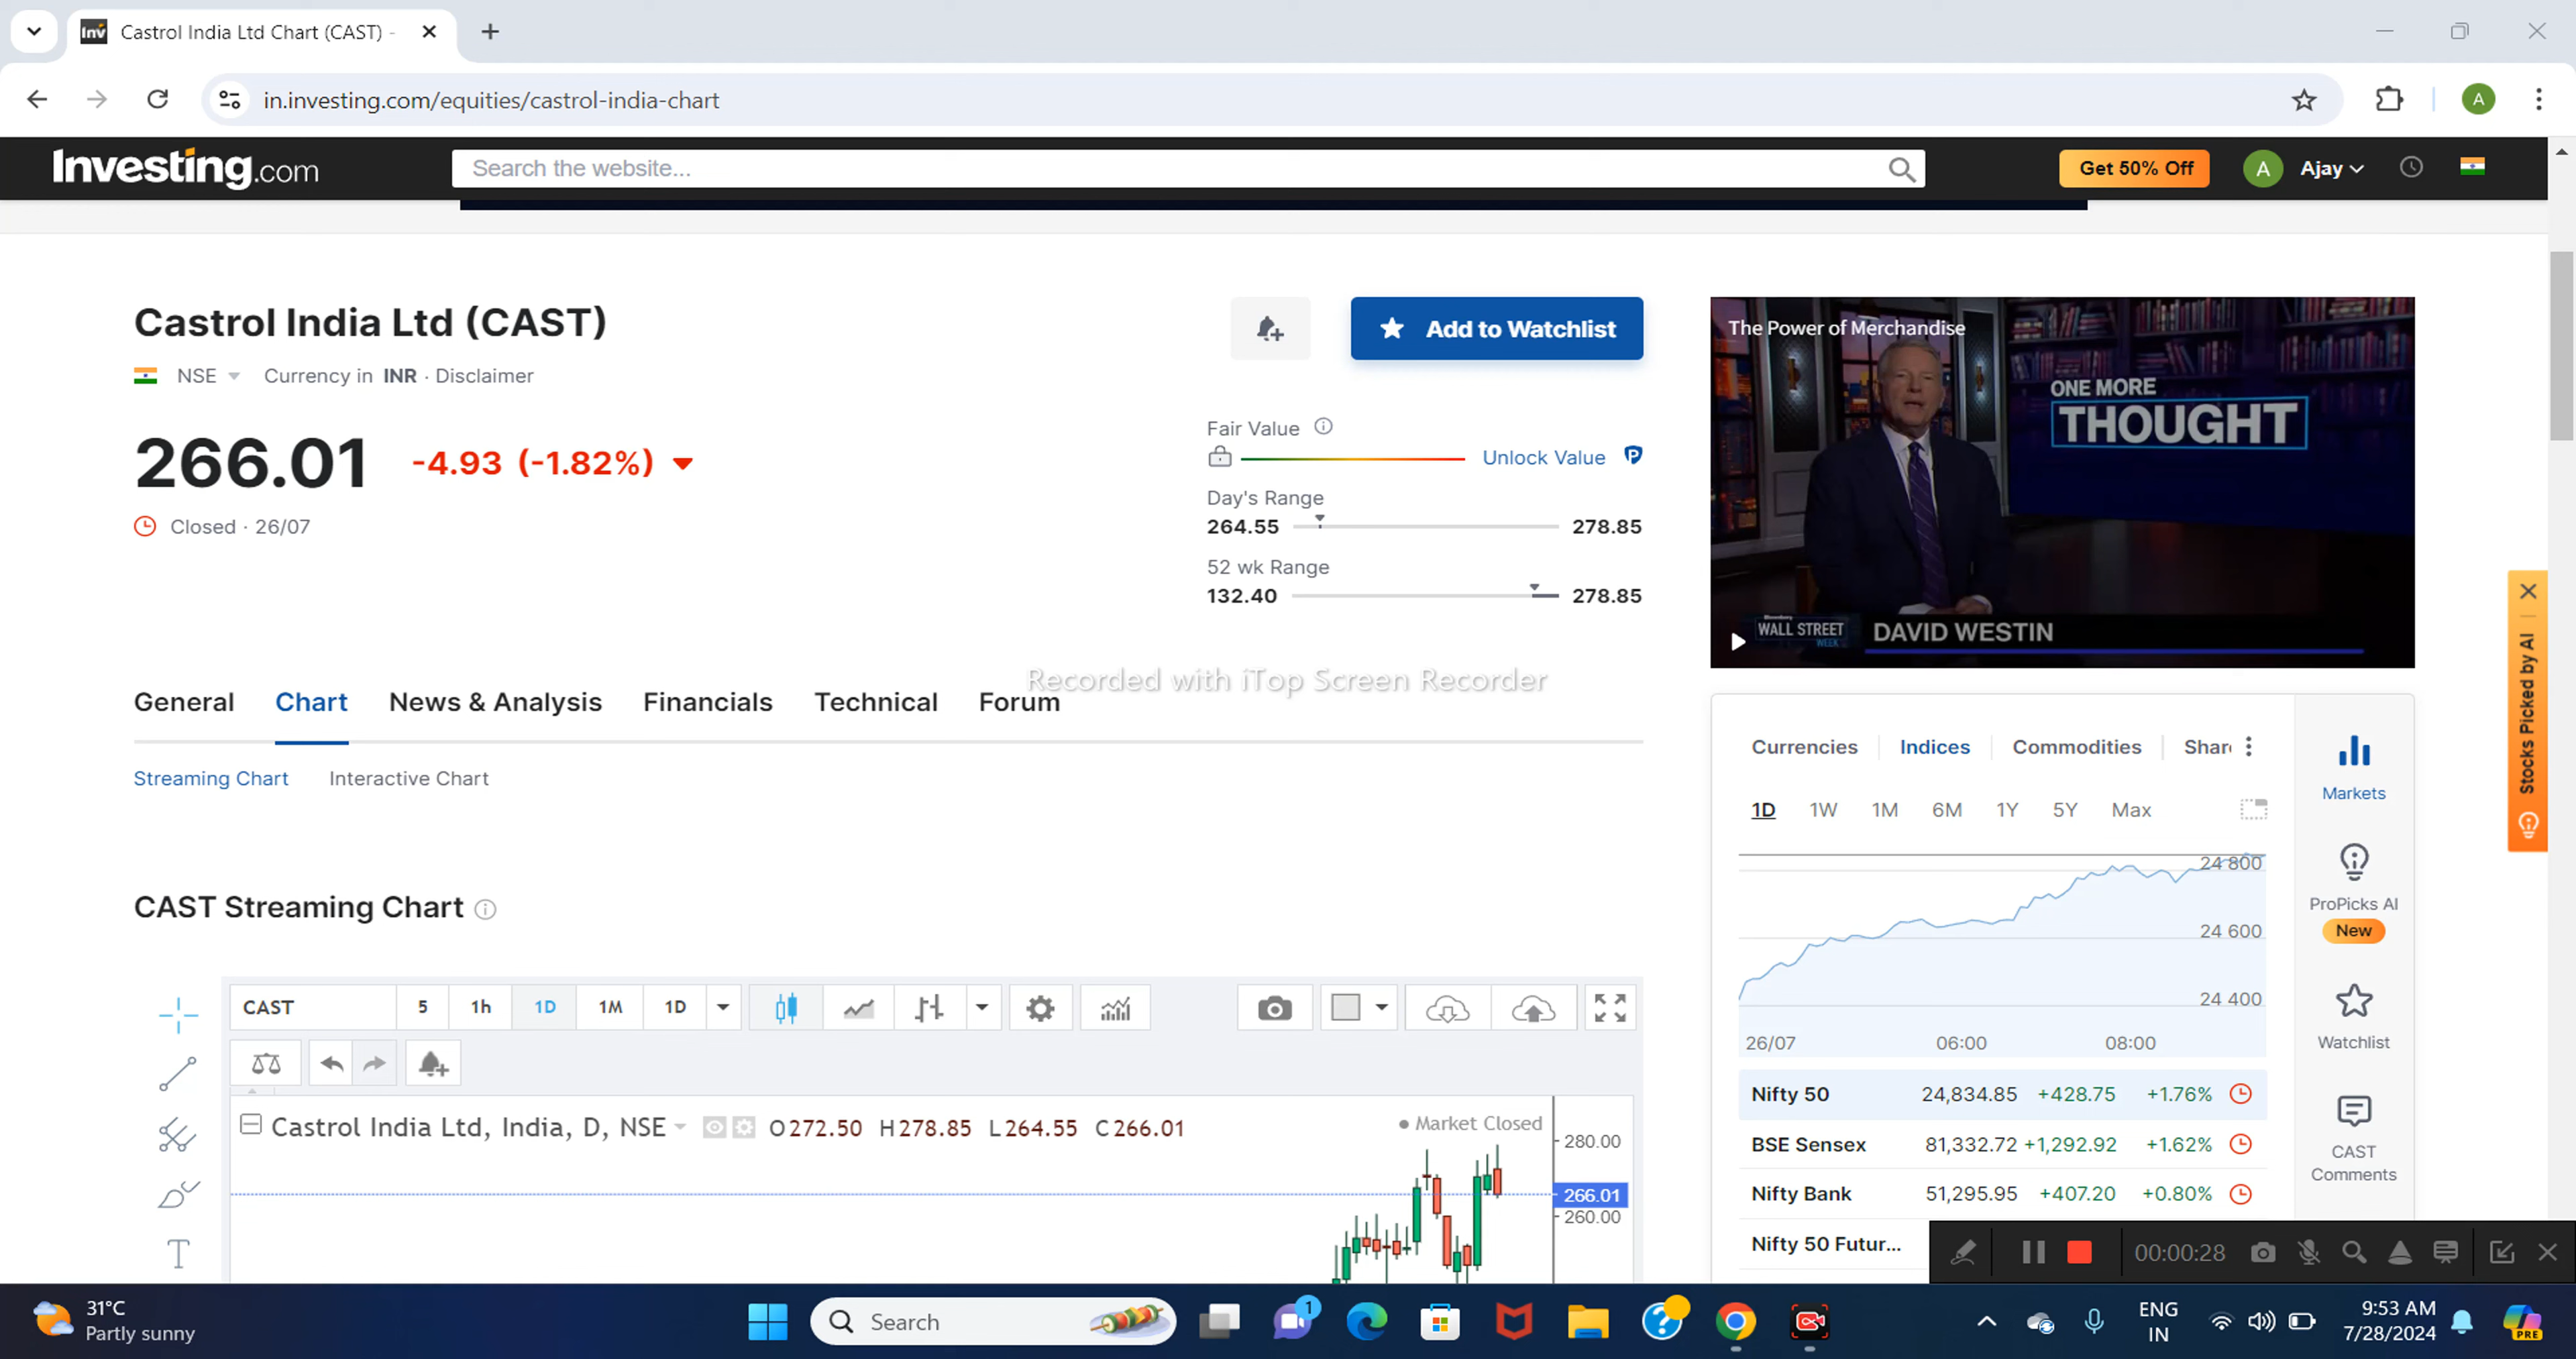 Castrol India Ltd Chart (CAST) -
in.investing.com/equities/castrol-india-chart
Investing.com
Search the website...
Get 50% Off
A
Ajay
Castrol India Ltd (CAST)
NSE
Currency in INR · Disclaimer
266.01
-4.93 (-1.82%)
Closed · 26/07
Add to Watchlist
Fair Value
Unlock Value
Day's Range
264.55
278.85
52 wk Range
132.40
278.85
The Power of Merchandise
ONE MORE
THOUGHT
WALL STREET
WEEK
DAVID WESTIN
Stocks Picked by AI
Recorded with iTop Screen Recorder
General
Chart
News & Analysis
Financials
Technical
Forum
Streaming Chart
Interactive Chart
CAST Streaming Chart
CAST
5
1h
1D
1M
1D
Castrol India Ltd, India, D, NSE
O 272.50 H 278.85 L 264.55 C 266.01
Market Closed
280.00
266.01
260.00
Currencies
Indices
Commodities
1D
1W
1M
6M
1Y
5Y
Max
24 800
24 600
24 400
26/07
06:00
08:00
Nifty 50 24,834.85 +428.75 +1.76%
BSE Sensex 81,332.72 +1,292.92 +1.62%
Nifty Bank 51,295.95 +407.20 +0.80%
Nifty 50 Futur...
Markets
ProPicks AI
New
Watchlist
CAST
Comments
00:00:28
31°C
Partly sunny
Search
1
ENG
IN
9:53 AM
7/28/2024
PRE